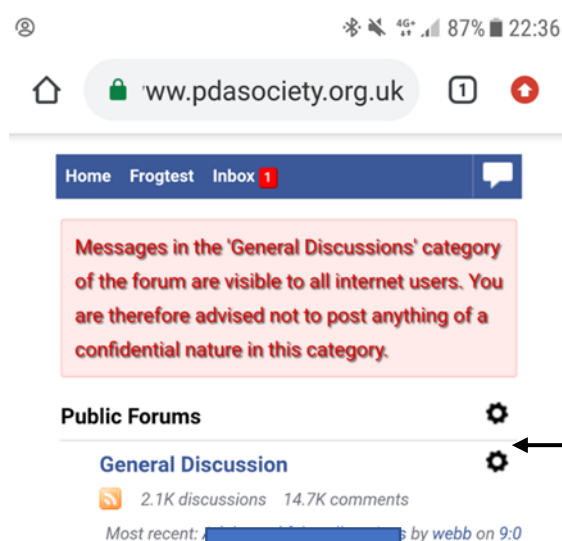 4G+ 87% 22:36
www.pdasociety.org.uk 1
Home Frogtest Inbox 1
Messages in the 'General Discussions' category
of the forum are visible to all internet users. You
are therefore advised not to post anything of a
confidential nature in this category.
Public Forums
General Discussion
2.1K discussions 14.7K comments
Most recent: by webb on 9:0